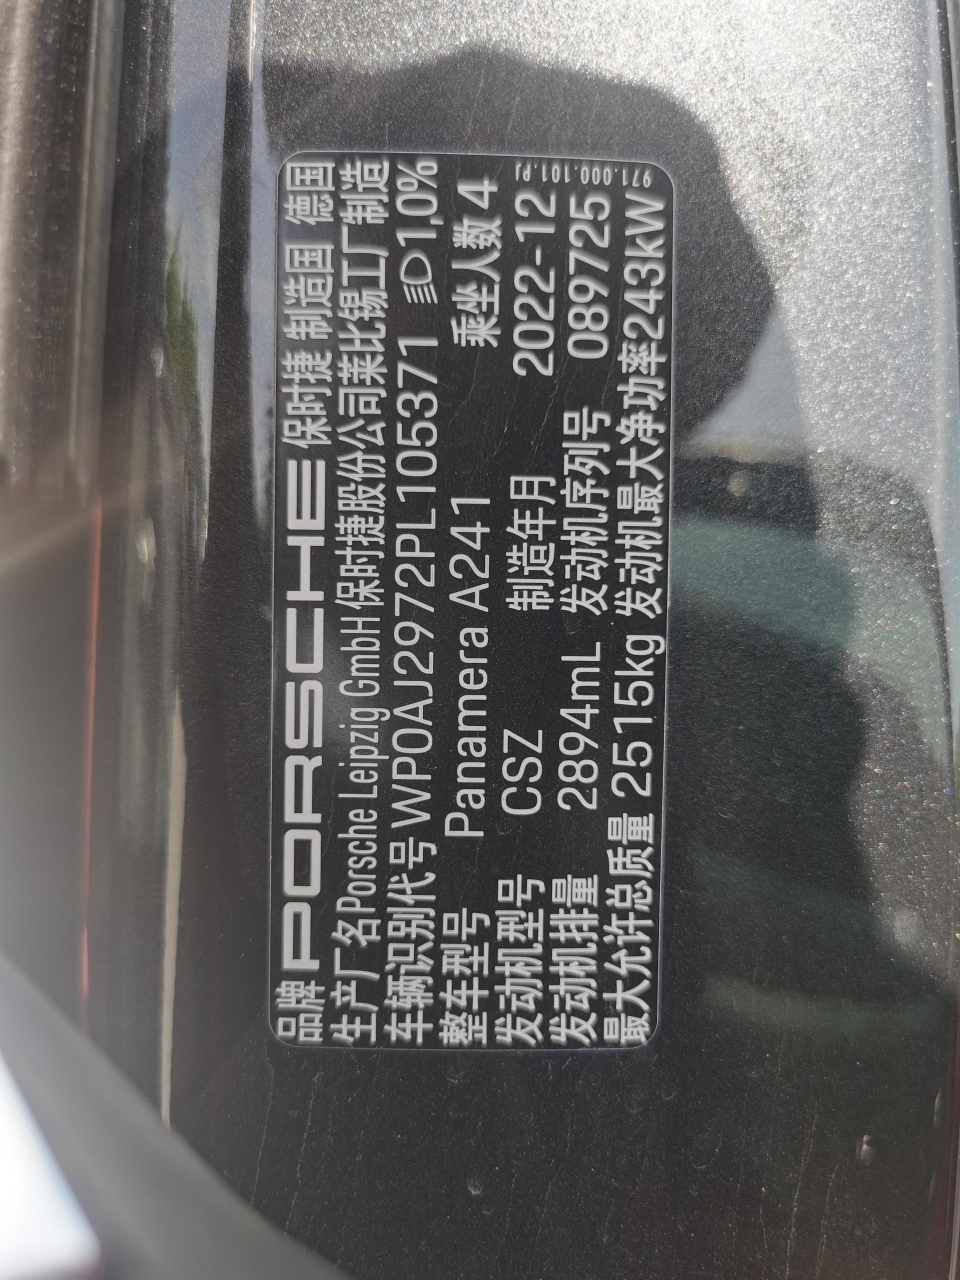 品牌 PORSCHE 保时捷 制造国 德国
生产厂名Porsche Leipzig GmbH保时捷股份公司莱比锡工厂制造
车辆识别代号 WP0AJ2972PL105371 1,0%
整车型号 Panamera A241 乘坐人数 4
发动机型号 CSZ 制造年月 2022-12
发动机排量 2894mL 发动机序列号 089725
最大允许总质量 2515kg 发动机最大净功率243kW
971.000.101.PJ